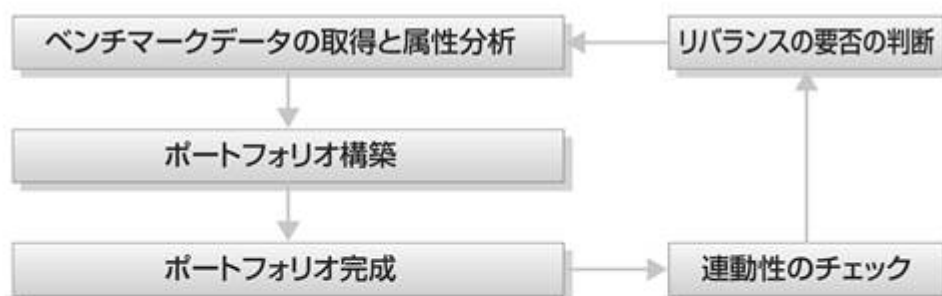 ベンチマークデータの取得と属性分析
リバランスの要否の判断
ポートフォリオ構築
ポートフォリオ完成
連動性のチェック